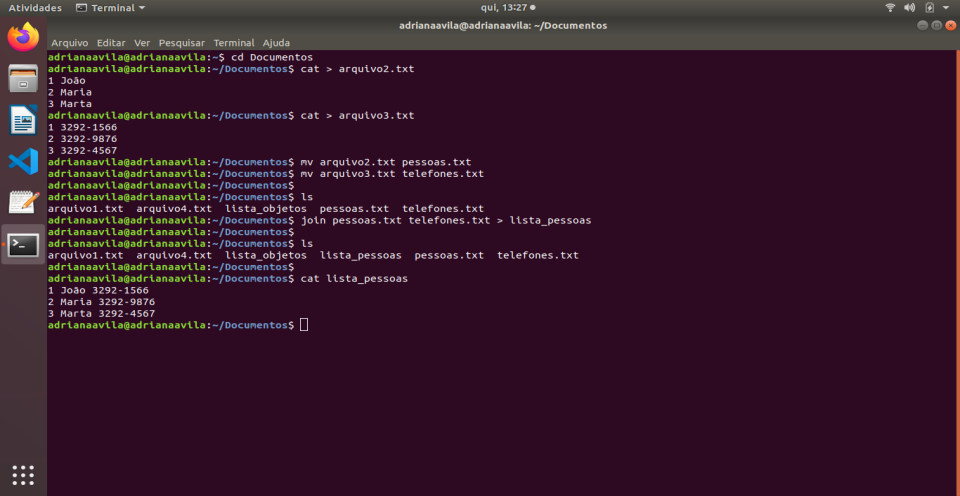 Atividades Terminal qui, 13:27
adrianaavila@adrianaavila: ~/Documentos
Arquivo Editar Ver Pesquisar Terminal Ajuda
adrianaavila@adrianaavila:~$ cd Documentos
adrianaavila@adrianaavila:~/Documentos$ cat > arquivo2.txt
1 João
2 Maria
3 Marta
adrianaavila@adrianaavila:~/Documentos$ cat > arquivo3.txt
1 3292-1566
2 3292-9876
3 3292-4567
adrianaavila@adrianaavila:~/Documentos$ mv arquivo2.txt pessoas.txt
adrianaavila@adrianaavila:~/Documentos$ mv arquivo3.txt telefones.txt
adrianaavila@adrianaavila:~/Documentos$
adrianaavila@adrianaavila:~/Documentos$ ls
arquivo1.txt arquivo4.txt lista_objetos pessoas.txt telefones.txt
adrianaavila@adrianaavila:~/Documentos$ join pessoas.txt telefones.txt > lista_pessoas
adrianaavila@adrianaavila:~/Documentos$
adrianaavila@adrianaavila:~/Documentos$ ls
arquivo1.txt arquivo4.txt lista_objetos lista_pessoas pessoas.txt telefones.txt
adrianaavila@adrianaavila:~/Documentos$
adrianaavila@adrianaavila:~/Documentos$ cat lista_pessoas
1 João 3292-1566
2 Maria 3292-9876
3 Marta 3292-4567
adrianaavila@adrianaavila:~/Documentos$